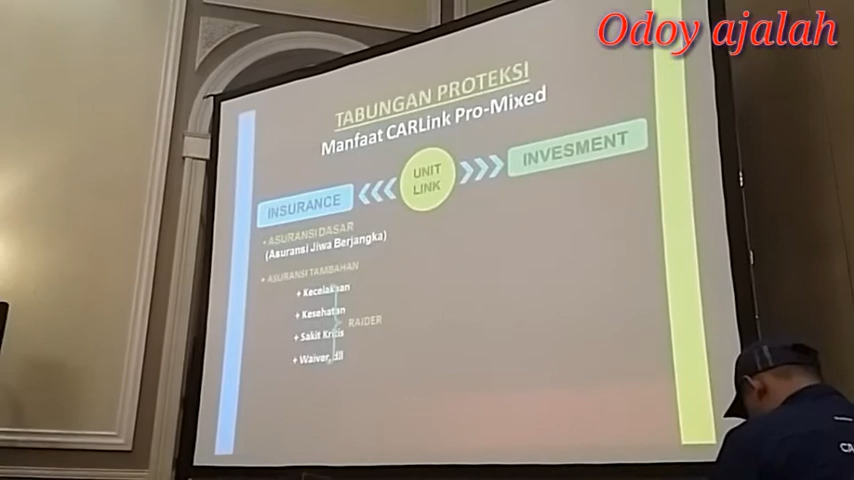 Odoy ajalah
TABUNGAN PROTEKSI
Manfaat CARLink Pro-Mixed
UNIT
LINK
INSURANCE
INVESMENT
• ASURANSI DASAR
(Asuransi Jiwa Berjangka)
• ASURANSI TAMBAHAN
+ Kecelakaan
+ Kesehatan
+ Sakit Kritis
+ Waiver, dll
RAIDER